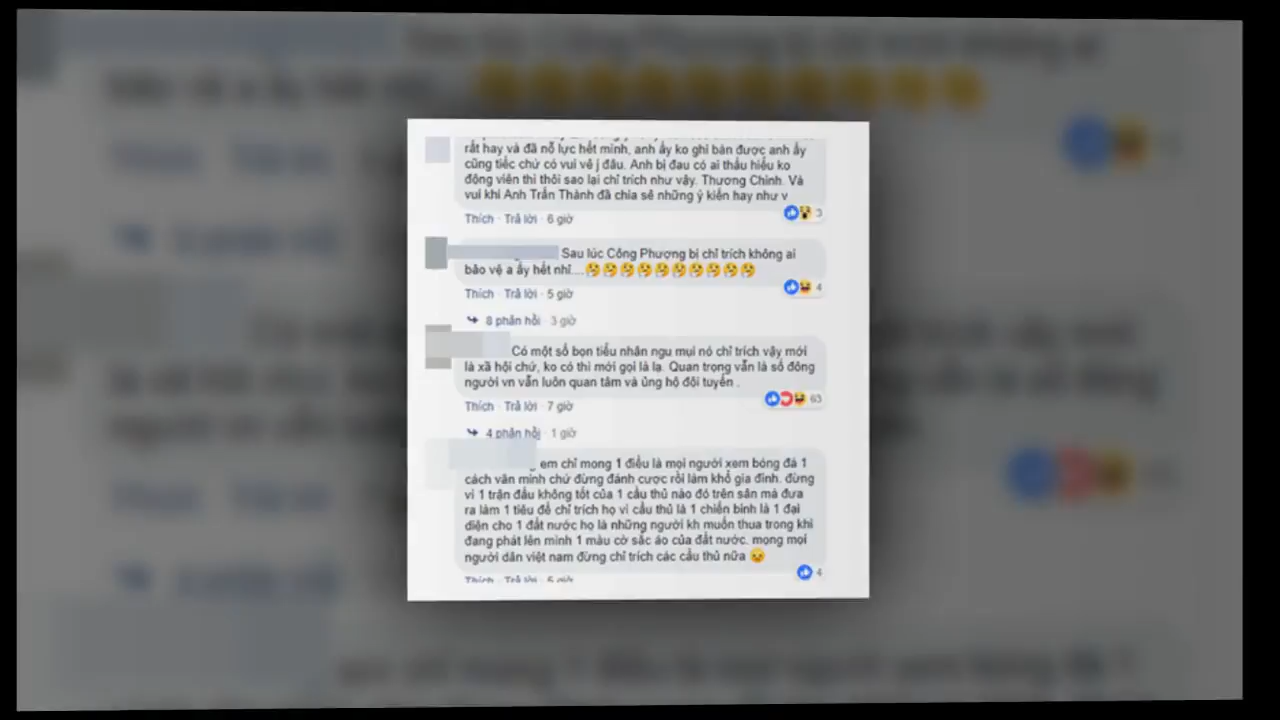 rất hay và đã nỗ lực hết mình, anh ấy ko ghi bàn được anh ấy
cũng tiếc chứ có vui vẻ j đâu. Anh bị đau có ai thấu hiểu ko
động viên thì thôi sao lại chỉ trích như vậy. Thương Chinh. Và
vui khi Anh Trấn Thành đã chia sẻ những ý kiến hay như v
3
Thích · Trả lời · 6 giờ
Sau lúc Công Phượng bị chỉ trích không ai
bảo vệ a ấy hết nhỉ....🤔🤔🤔🤔🤔🤔🤔🤔🤔🤔
4
Thích · Trả lời · 5 giờ
8 phản hồi · 3 giờ
Có một số bọn tiểu nhân ngu muị nó chỉ trích vậy mới
là xã hội chứ, ko có thì mới gọi là lạ. Quan trọng vẫn là số đông
người vn vẫn luôn quan tâm và ủng hộ đội tuyển .
63
Thích · Trả lời · 7 giờ
4 phản hồi · 1 giờ
em chỉ mong 1 điều là mọi người xem bóng đá 1
cách văn minh chứ đừng đánh cược rồi làm khổ gia đình. đừng
vì 1 trận đấu không tốt của 1 cầu thủ nào đó trên sân mà đưa
ra làm 1 tiêu đề chỉ trích họ vì cầu thủ là 1 chiến binh là 1 đại
diện cho 1 đất nước họ là những người kh muốn thua trong khi
đang phát lên mình 1 màu cờ sắc áo của đất nước. mong mọi
người dân việt nam đừng chỉ trích các cầu thủ nữa
4
Thích · Trả lời · 5 giờ